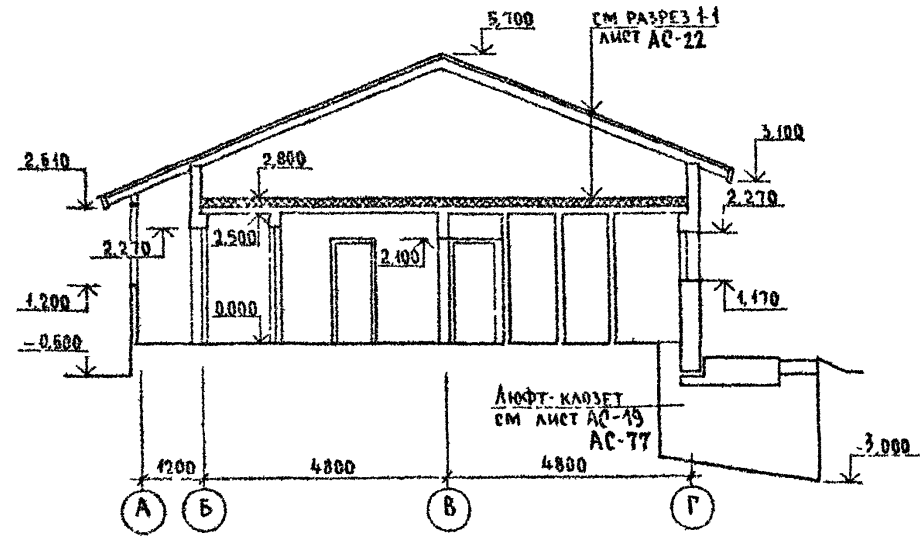 5,700
СМ РАЗРЕЗ 1-1
ЛИСТ АС-22
3,100
2,610
2,800
2,270
2,270
2,500
2,100
1,200
0,000
1,170
-0,600
ЛЮФТ-КЛОЗЕТ
СМ ЛИСТ АС-19
АС-77
-3,000
1200
4800
4800
А
Б
В
Г